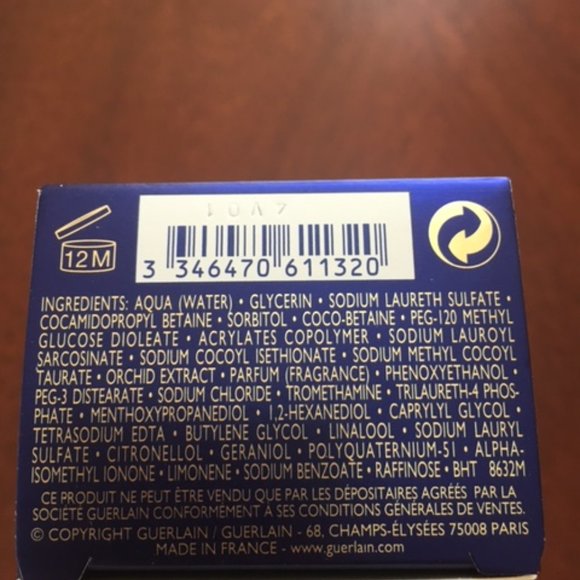 12M
3 346470 611320
INGREDIENTS: AQUA (WATER) • GLYCERIN • SODIUM LAURETH SULFATE •
COCAMIDOPROPYL BETAINE • SORBITOL • COCO-BETAINE • PEG-120 METHYL
GLUCOSE DIOLEATE • ACRYLATES COPOLYMER • SODIUM LAUROYL
SARCOSINATE • SODIUM COCOYL ISETHIONATE • SODIUM METHYL COCOYL
TAURATE • ORCHID EXTRACT • PARFUM (FRAGRANCE) • PHENOXYETHANOL •
PEG-3 DISTEARATE • SODIUM CHLORIDE • TROMETHAMINE • TRILAURETH-4 PHOS-
PHATE • MENTHOXYPROPANEDIOL • 1,2-HEXANEDIOL • CAPRYLYL GLYCOL •
TETRASODIUM EDTA • BUTYLENE GLYCOL • LINALOOL • SODIUM LAURYL
SULFATE • CITRONELLOL • GERANIOL • POLYQUATERNIUM-51 • ALPHA-
ISOMETHYL IONONE • LIMONENE • SODIUM BENZOATE • RAFFINOSE • BHT 8632M
CE PRODUIT NE PEUT ÊTRE VENDU QUE PAR LES DÉPOSITAIRES AGRÉÉS PAR LA
SOCIÉTÉ GUERLAIN CONFORMÉMENT À SES CONDITIONS GÉNÉRALES DE VENTES.
© COPYRIGHT GUERLAIN / GUERLAIN - 68, CHAMPS-ÉLYSÉES 75008 PARIS
MADE IN FRANCE - www.guerlain.com